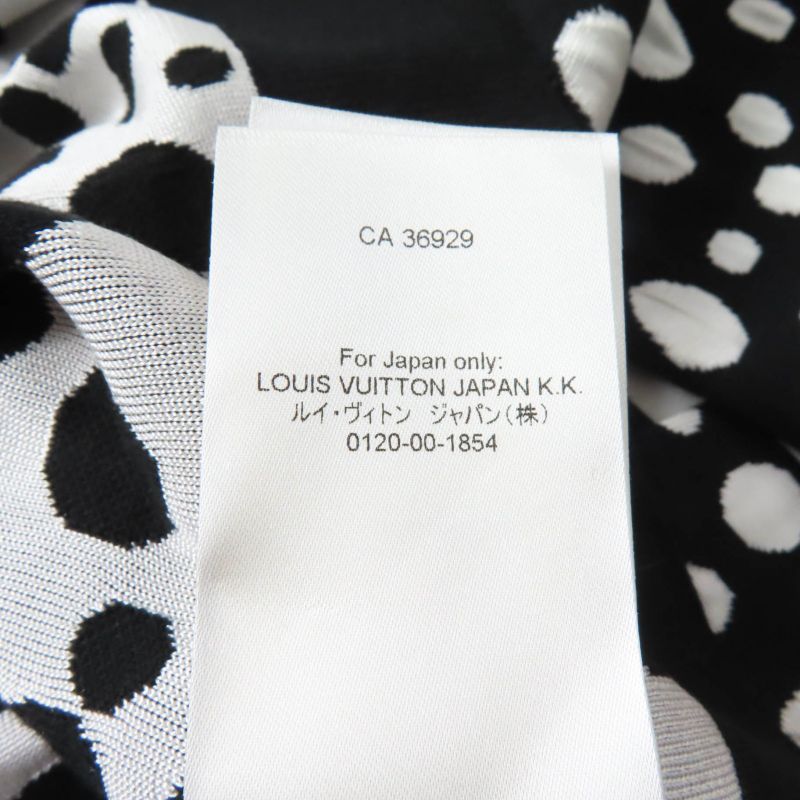 CA 36929
For Japan only:
LOUIS VUITTON JAPAN K.K.
ルイ・ヴィトン ジャパン(株)
0120-00-1854